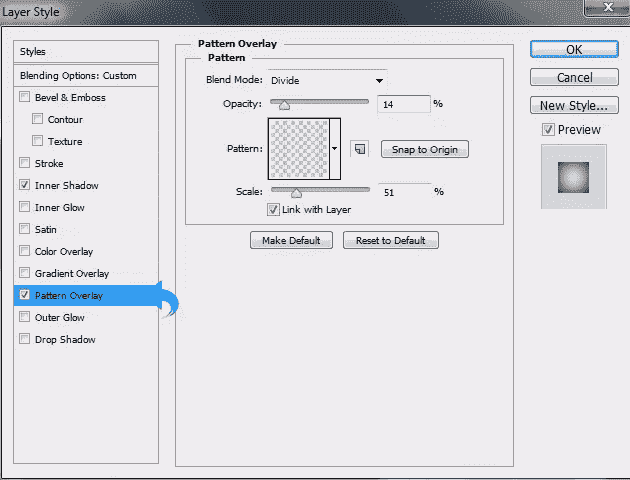 Layer Style
X
Styles
Blending Options: Custom
Bevel & Emboss
Contour
Texture
Stroke
Inner Shadow
Inner Glow
Satin
Color Overlay
Gradient Overlay
Pattern Overlay
Outer Glow
Drop Shadow
Pattern Overlay
Pattern
Blend Mode: Divide
Opacity: 14 %
Pattern: Snap to Origin
Scale: 51 %
Link with Layer
Make Default Reset to Default
OK
Cancel
New Style...
Preview